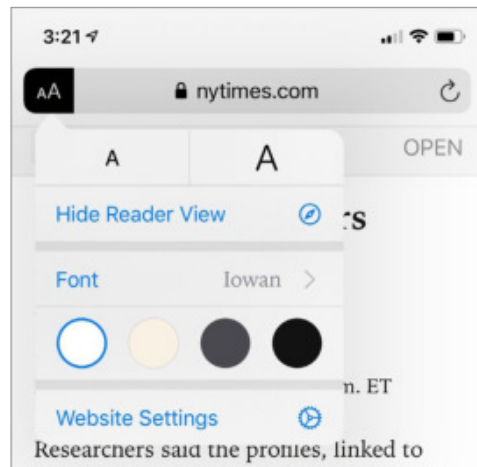 3:21
AA nytimes.com
A A OPEN
Hide Reader View
rs
Font Iowan >
m. ET
Website Settings
Researchers said the profiles, linked to